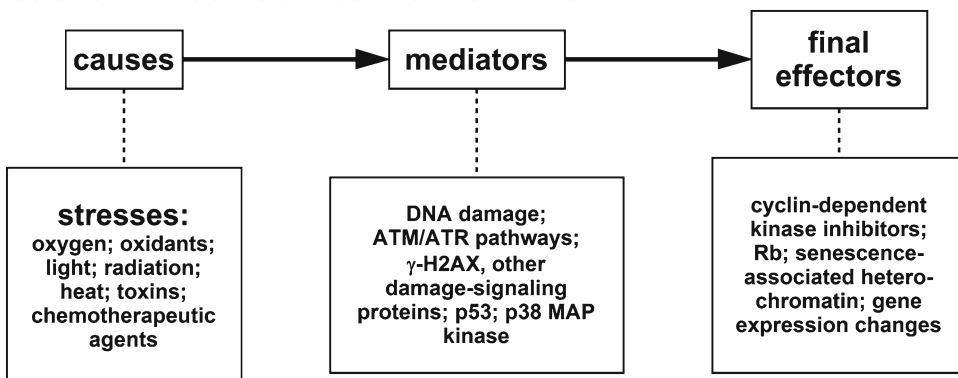 causes
mediators
final
effectors
stresses:
oxygen; oxidants;
light; radiation;
heat; toxins;
chemotherapeutic
agents
DNA damage;
ATM/ATR pathways;
γ-H2AX, other
damage-signaling
proteins; p53; p38 MAP
kinase
cyclin-dependent
kinase inhibitors;
Rb; senescence-
associated hetero-
chromatin; gene
expression changes